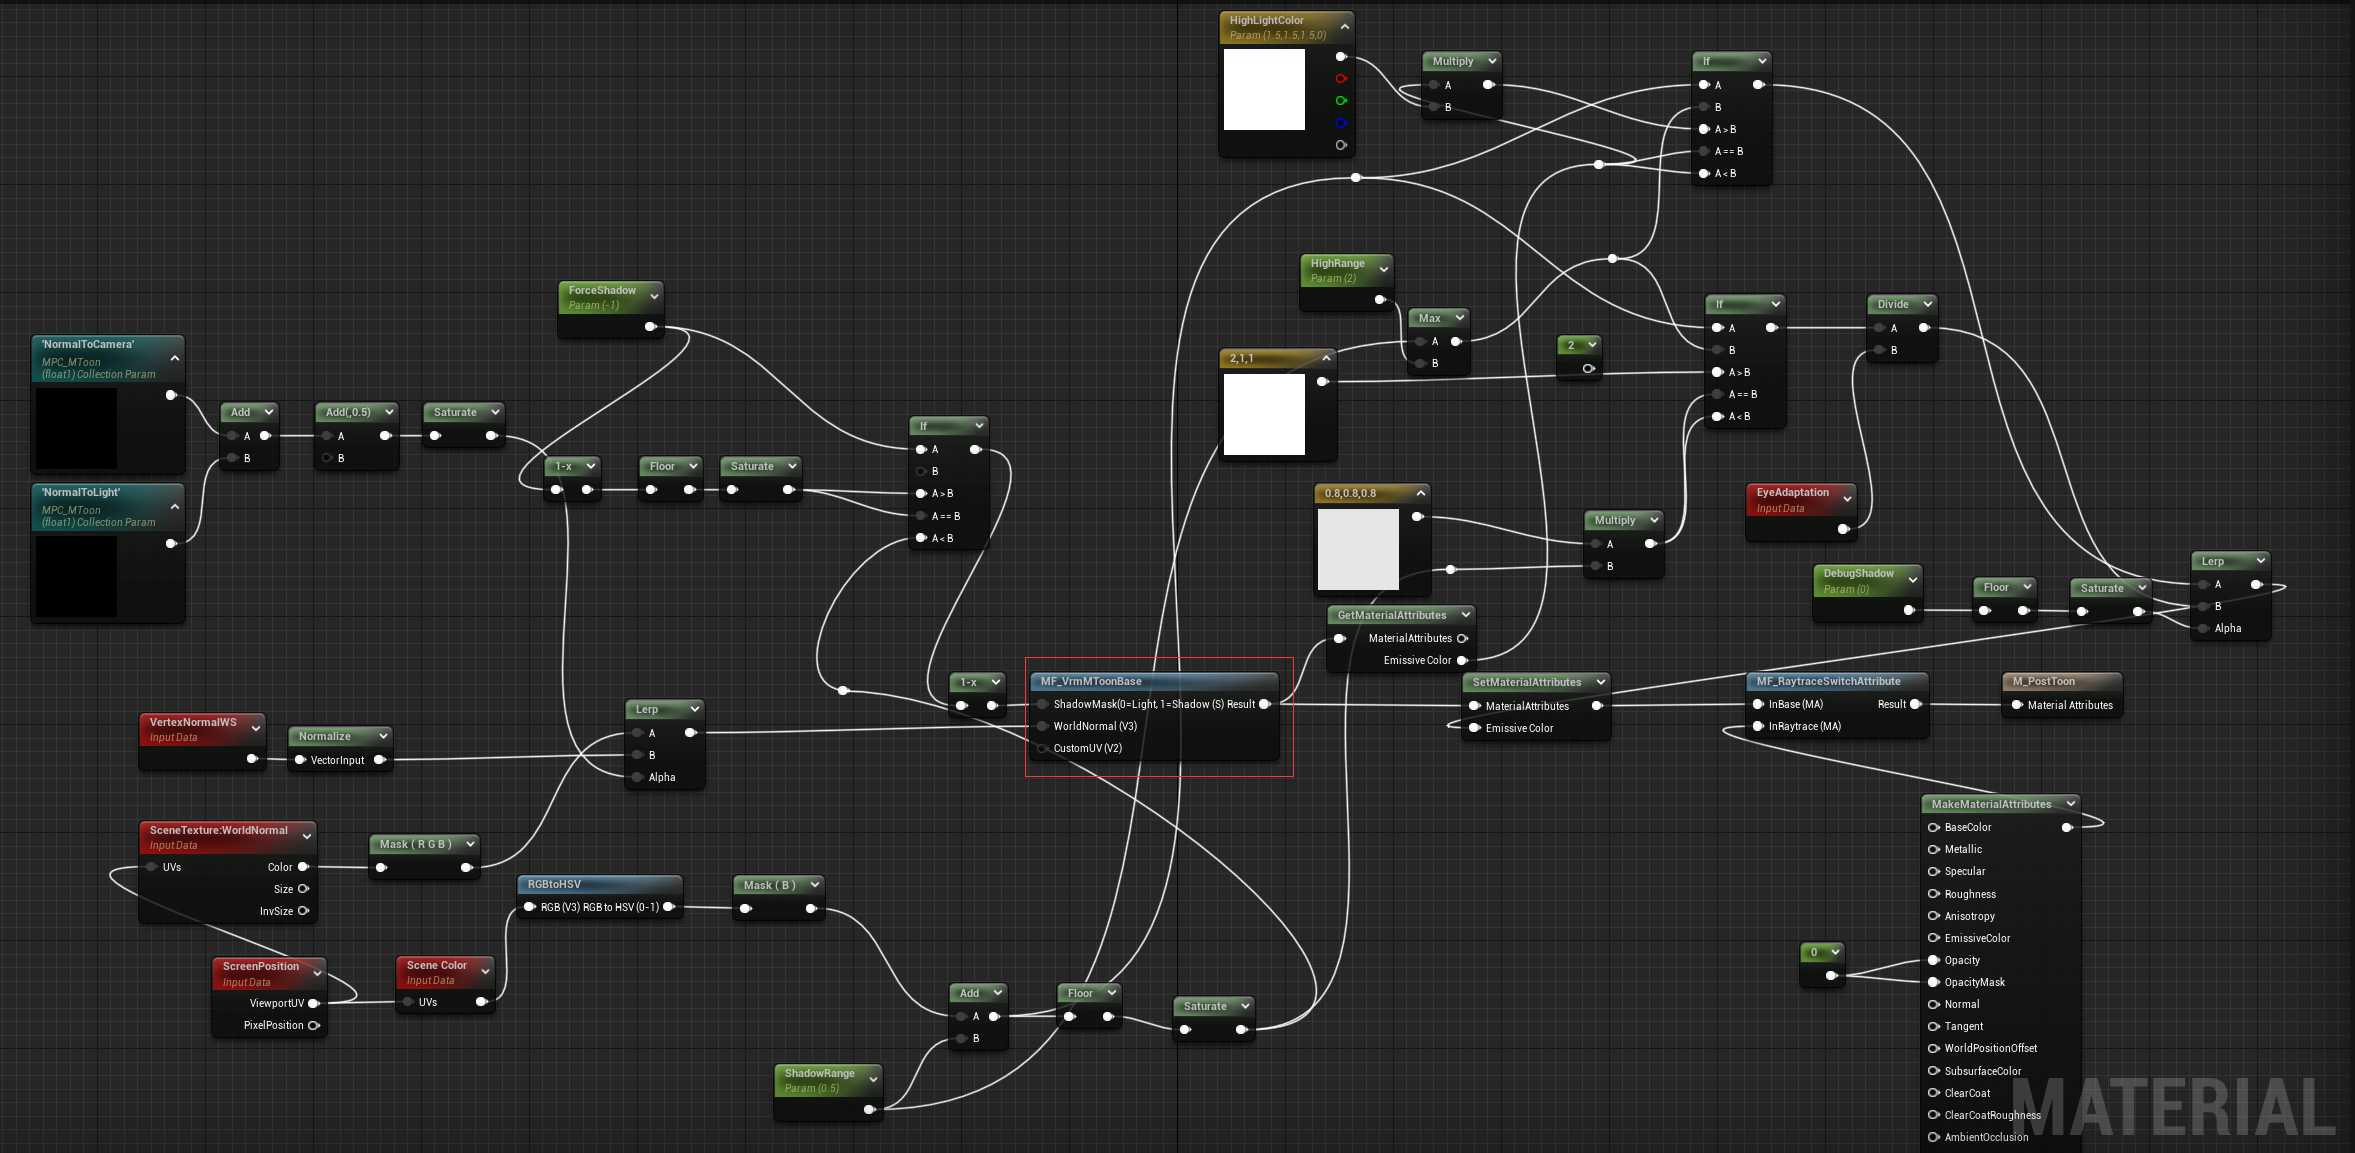 HighLightColor
Param (1.5,1.5,1.5,0)
Multiply
A
B
If
A
B
A > B
A == B
A < B
HighRange
Param (2)
Max
A
B
2,1,1
2
If
A
B
A > B
A == B
A < B
Divide
A
B
ForceShadow
Param (-1)
'NormalToCamera'
MPC_MToon
(float1) Collection Param
Add
A
B
Add(,0.5)
A
B
Saturate
'NormalToLight'
MPC_MToon
(float1) Collection Param
1-x
Floor
Saturate
If
A
B
A > B
A == B
A < B
0.8,0.8,0.8
Multiply
A
B
EyeAdaptation
Input Data
DebugShadow
Param (0)
Floor
Saturate
Lerp
A
B
Alpha
GetMaterialAttributes
MaterialAttributes
Emissive Color
1-x
MF_VrmMToonBase
ShadowMask(0=Light, 1=Shadow (S) Result
WorldNormal (V3)
CustomUV (V2)
SetMaterialAttributes
MaterialAttributes
Emissive Color
MF_RaytraceSwitchAttribute
InBase (MA) Result
InRaytrace (MA)
M_PostToon
Material Attributes
VertexNormalWS
Input Data
Normalize
VectorInput
Lerp
A
B
Alpha
SceneTexture:WorldNormal
Input Data
UVs Color
Size
InvSize
Mask ( R G B )
RGBtoHSV
RGB (V3) RGB to HSV (0-1)
Mask ( B )
ScreenPosition
Input Data
ViewportUV
PixelPosition
Scene Color
Input Data
UVs
Add
A
B
Floor
Saturate
ShadowRange
Param (0.5)
0
MakeMaterialAttributes
BaseColor
Metallic
Specular
Roughness
Anisotropy
EmissiveColor
Opacity
OpacityMask
Normal
Tangent
WorldPositionOffset
SubsurfaceColor
ClearCoat
ClearCoatRoughness
AmbientOcclusion
MATERIAL